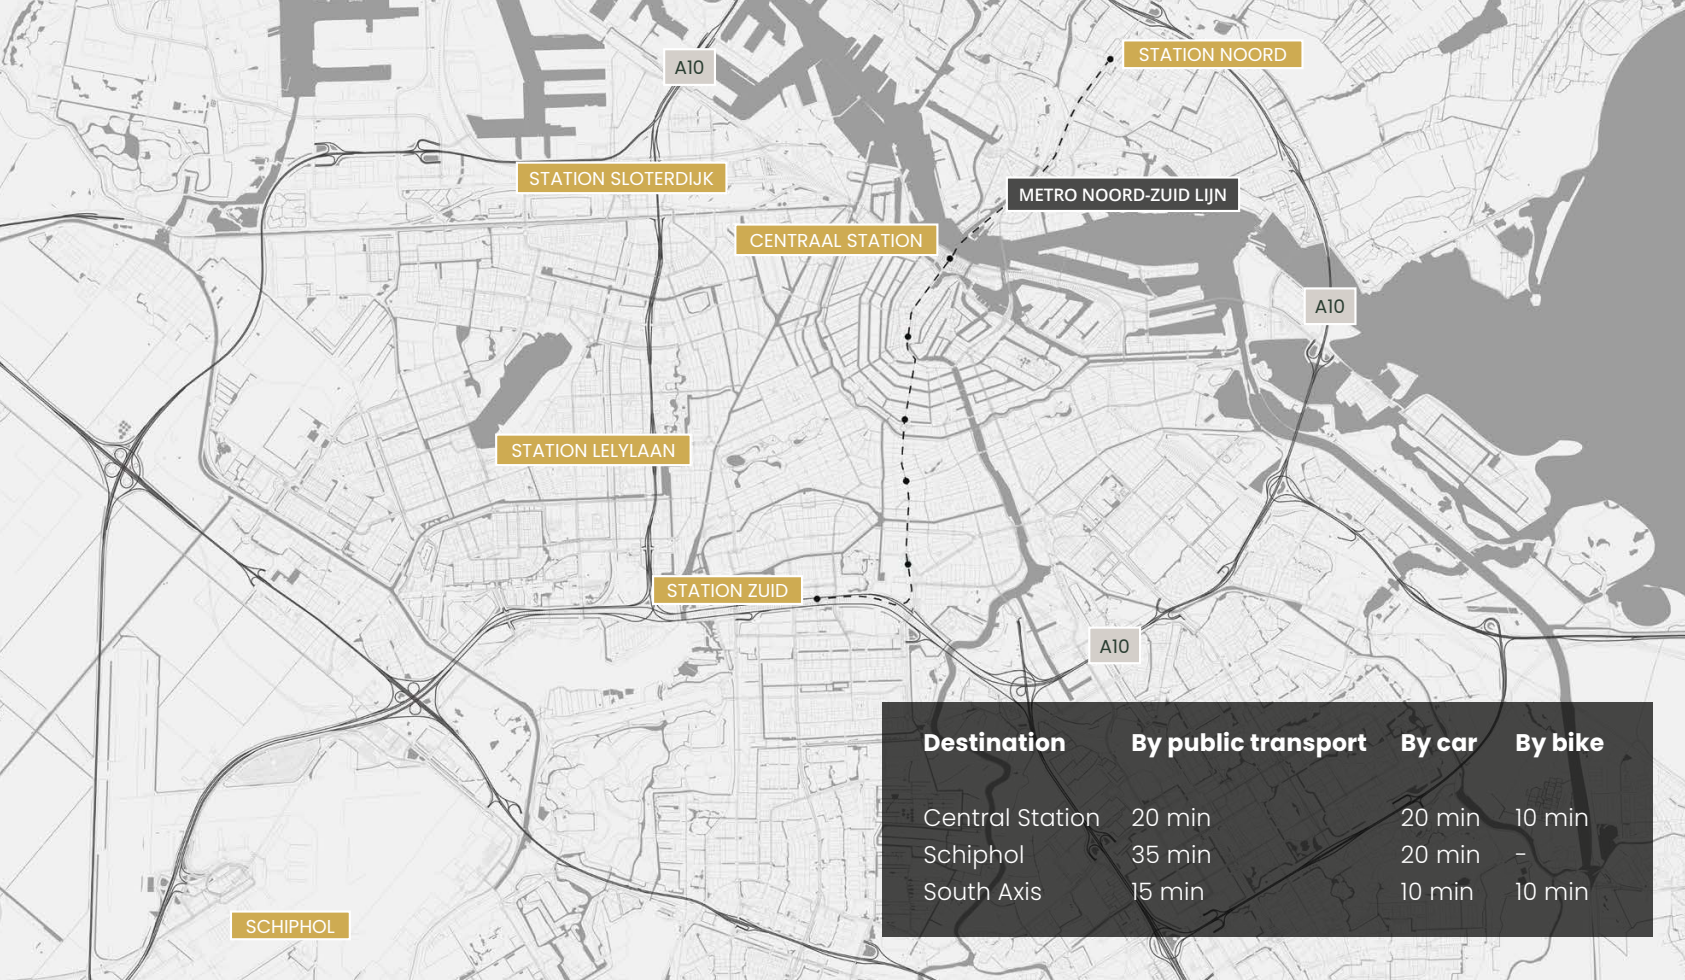 STATION NOORD
A10
STATION SLOTERDIJK
METRO NOORD-ZUID LIJN
CENTRAAL STATION
A10
STATION LELYLAAN
STATION ZUID
A10
Destination By public transport By car By bike
Central Station 20 min 20 min 10 min
Schiphol 35 min 20 min -
South Axis 15 min 10 min 10 min
SCHIPHOL